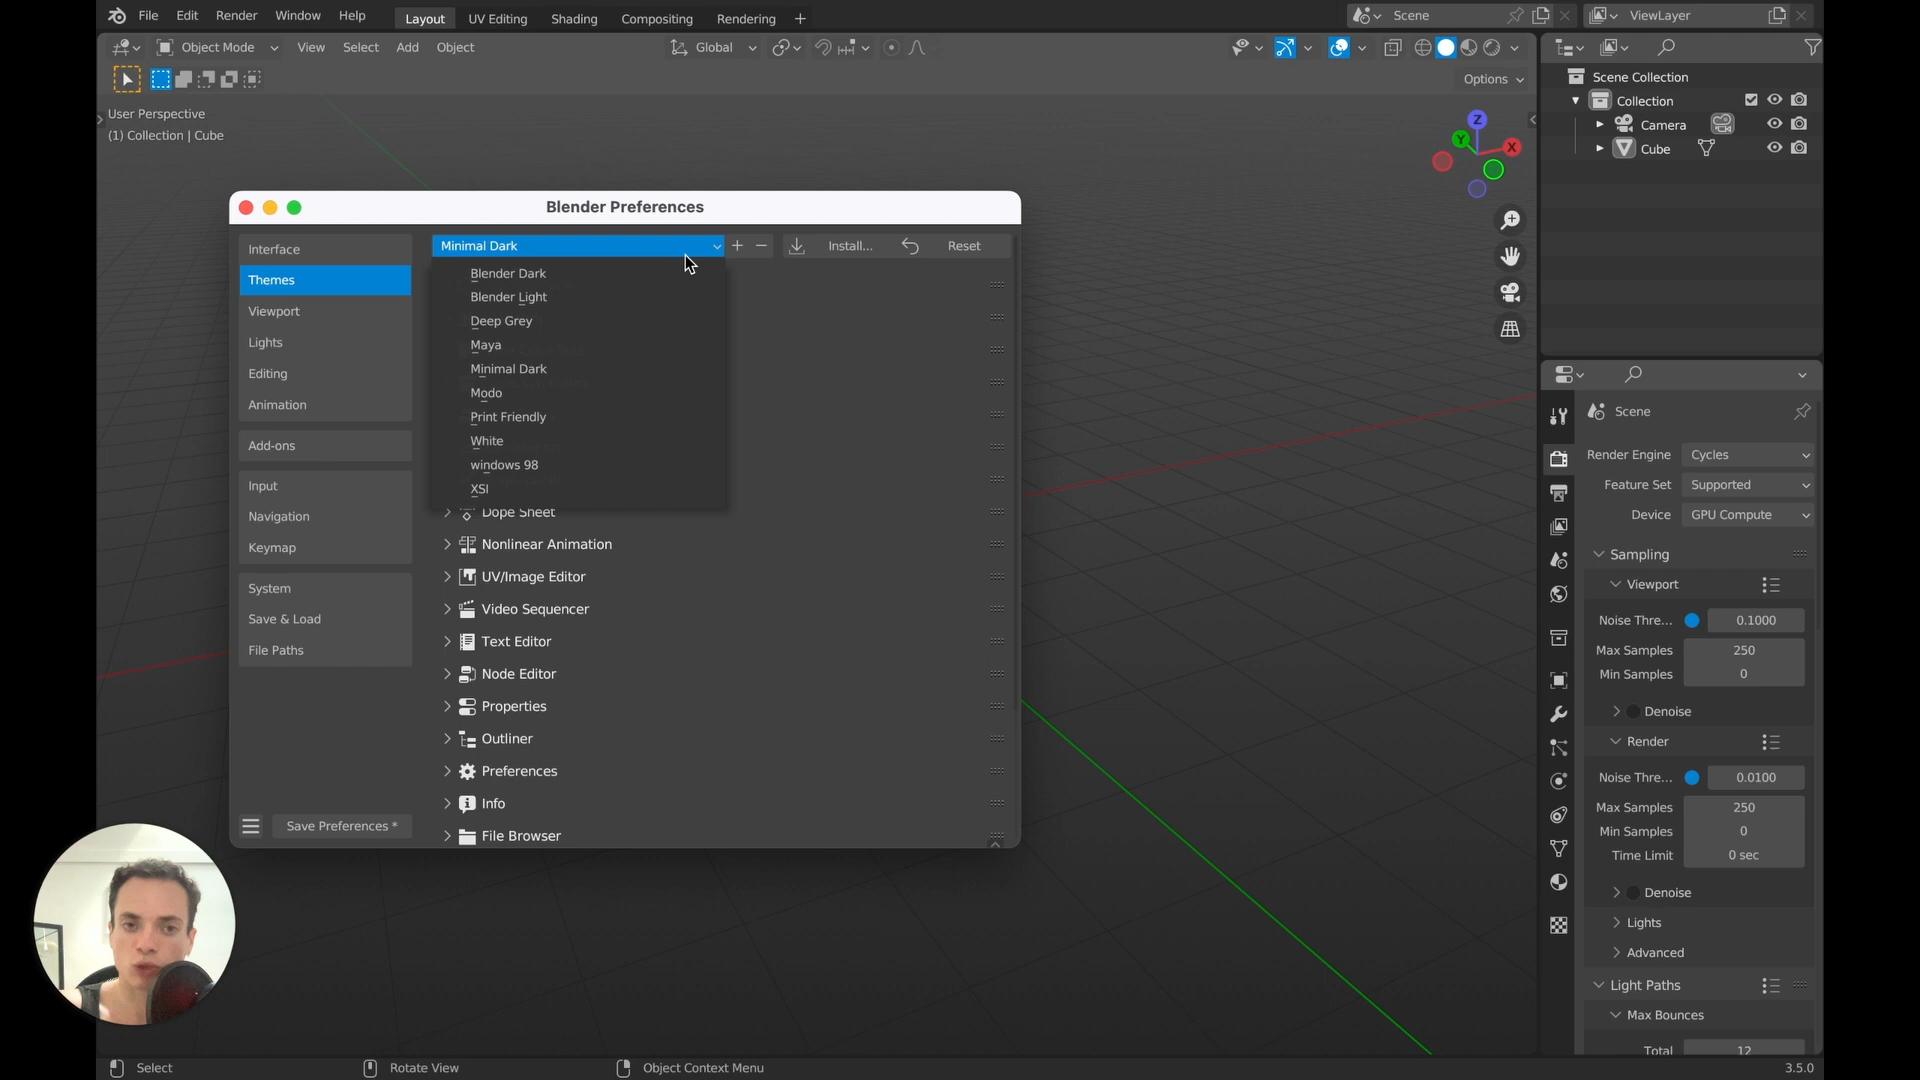 File Edit Render Window Help Layout UV Editing Shading Compositing Rendering + Scene ViewLayer
Object Mode View Select Add Object Global
Options
User Perspective
(1) Collection | Cube
Z
Y
X
Scene Collection
Collection
Camera
Cube
Blender Preferences
Interface
Themes
Viewport
Lights
Editing
Animation
Add-ons
Input
Navigation
Keymap
System
Save & Load
File Paths
Save Preferences *
Minimal Dark
Install...
Reset
Blender Dark
Blender Light
Deep Grey
Maya
Minimal Dark
Modo
Print Friendly
White
windows 98
XSI
Dope Sheet
Nonlinear Animation
UV/Image Editor
Video Sequencer
Text Editor
Node Editor
Properties
Outliner
Preferences
Info
File Browser
Scene
Render Engine Cycles
Feature Set Supported
Device GPU Compute
Sampling
Viewport
Noise Thre... 0.1000
Max Samples 250
Min Samples 0
Denoise
Render
Noise Thre... 0.0100
Max Samples 250
Min Samples 0
Time Limit 0 sec
Denoise
Lights
Advanced
Light Paths
Max Bounces
Total 12
Select Rotate View Object Context Menu 3.5.0